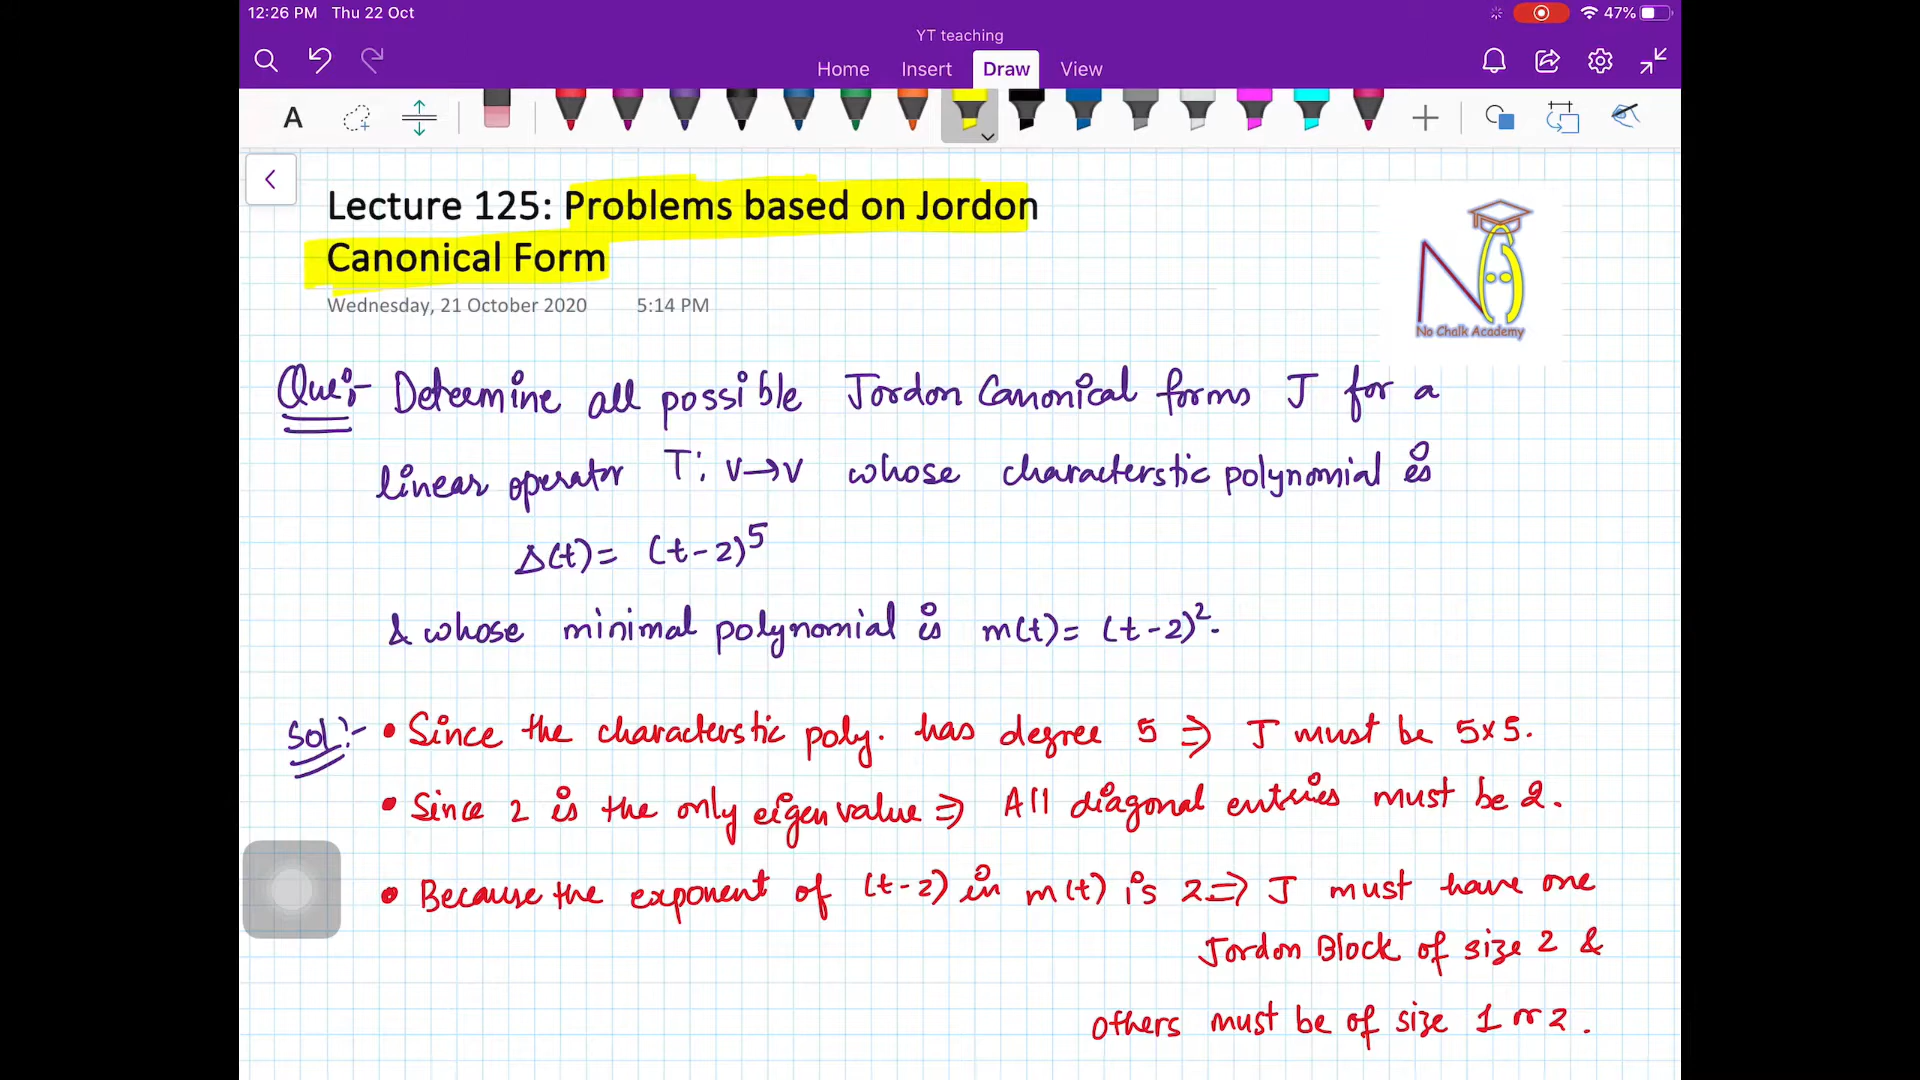 12:26 PM Thu 22 Oct
47%
YT teaching
Home Insert Draw View
A
Lecture 125: Problems based on Jordon
Canonical Form
Wednesday, 21 October 2020 5:14 PM
No Chalk Academy
Que:- Determine all possible Jordon Canonical forms J for a
linear operator T: V→V whose characterstic polynomial is
Δ(t) = (t-2)⁵
& whose minimal polynomial is m(t) = (t-2)².
Sol:- • Since the characterstic poly. has degree 5 ⇒ J must be 5x5.
• Since 2 is the only eigen value ⇒ All diagonal entries must be 2.
• Because the exponent of (t-2) in m(t) is 2 ⇒ J must have one
Jordon Block of size 2 &
others must be of size 1 or 2.